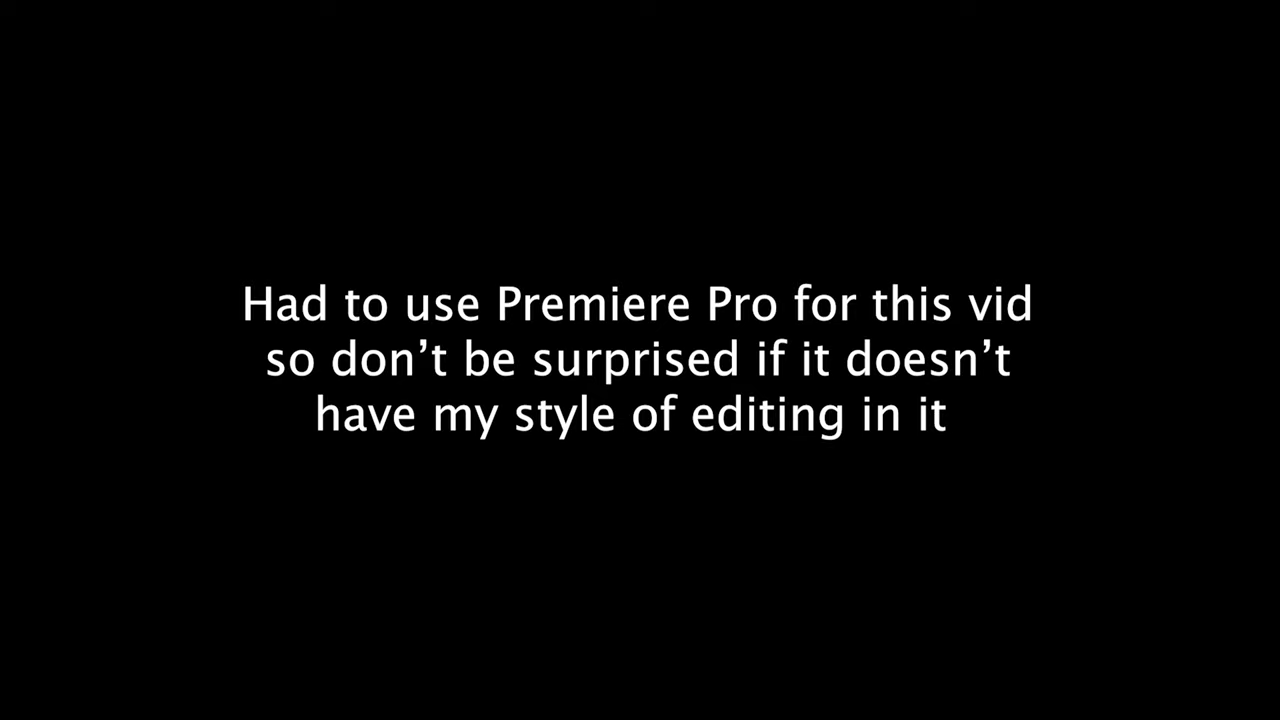 Had to use Premiere Pro for this vid
so don’t be surprised if it doesn’t
have my style of editing in it